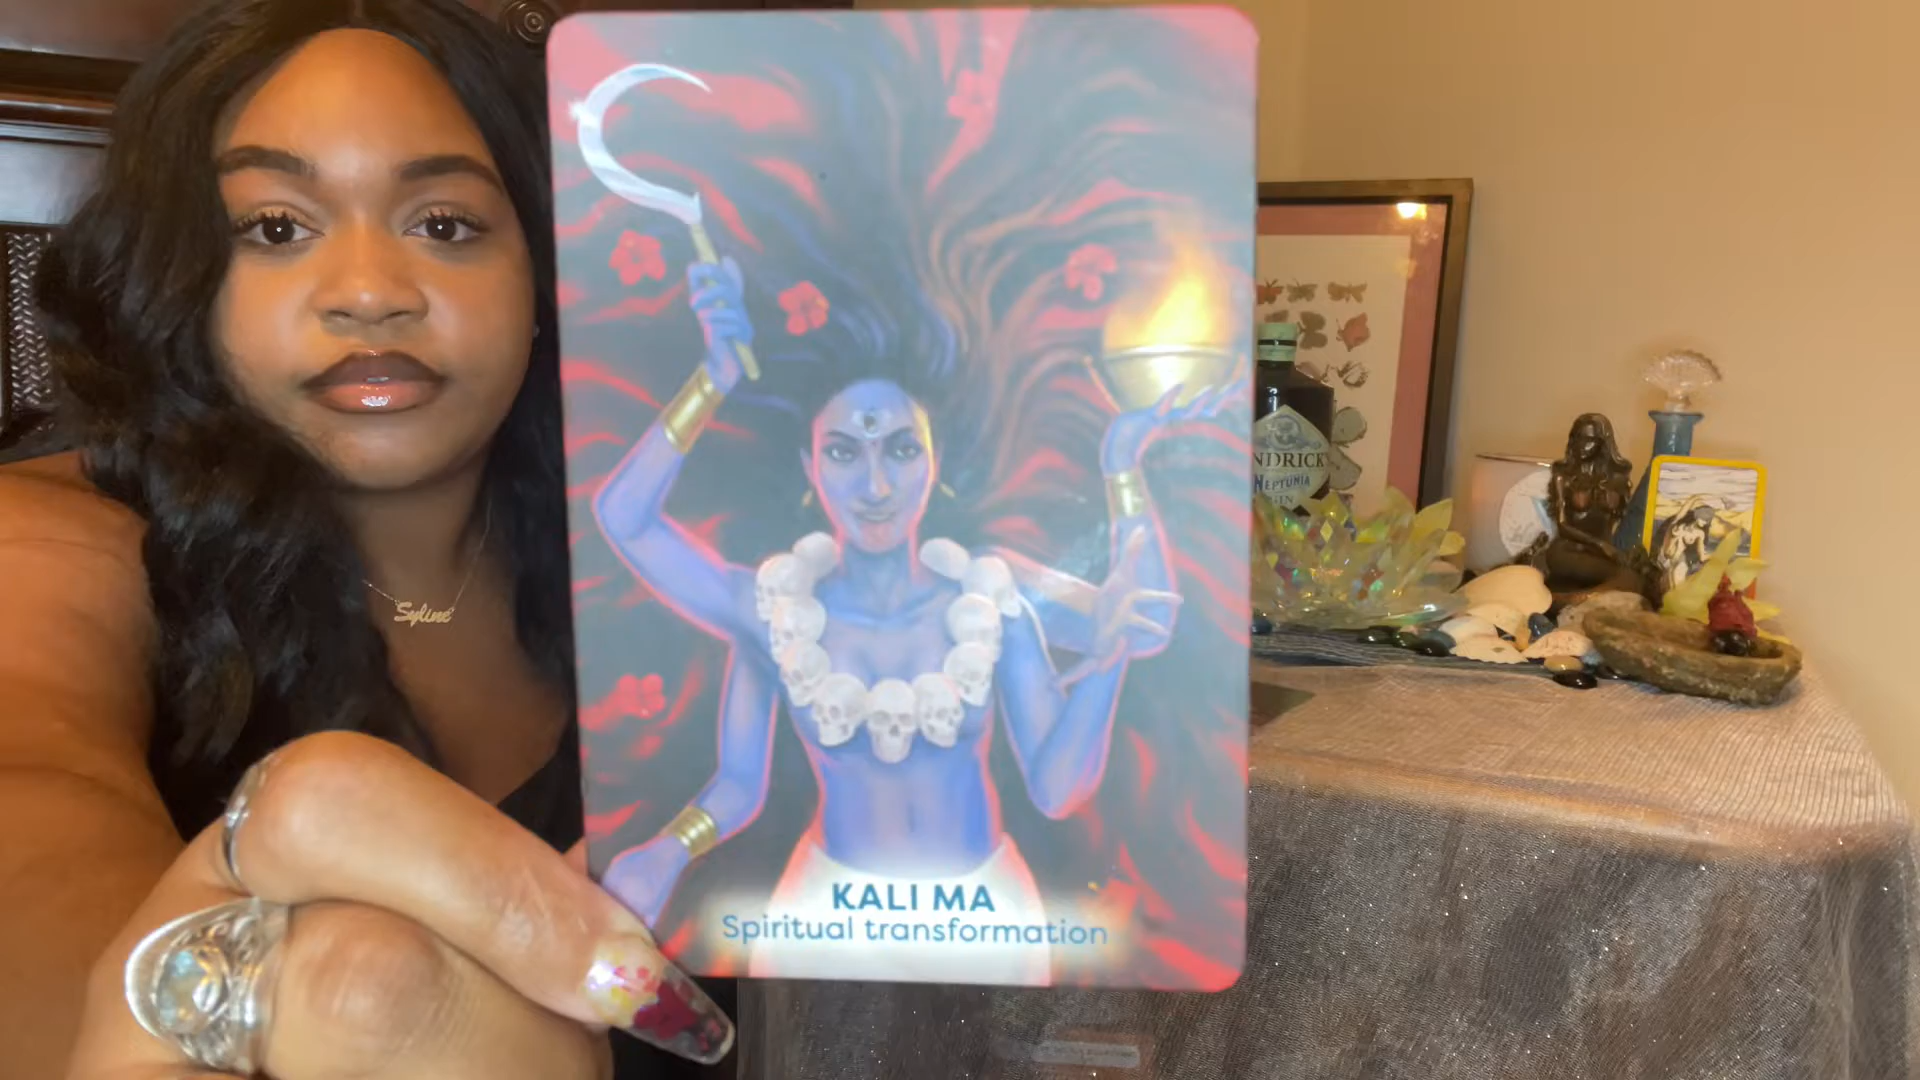 KALI MA
Spiritual transformation
Syline
NDRICK
NEPTUNIA
GIN